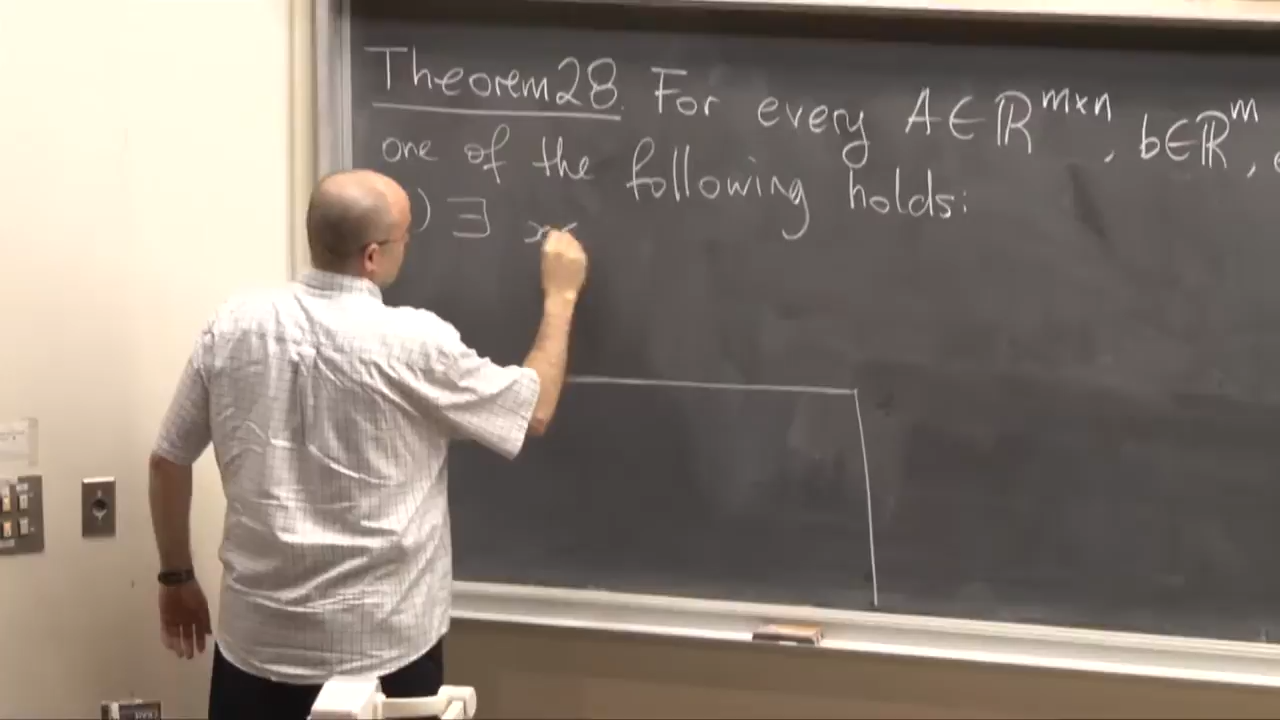 Theorem 28. For every A ∈ ℝ^{m×n}, b ∈ ℝ^m,
one of the following holds:
) ∃ x